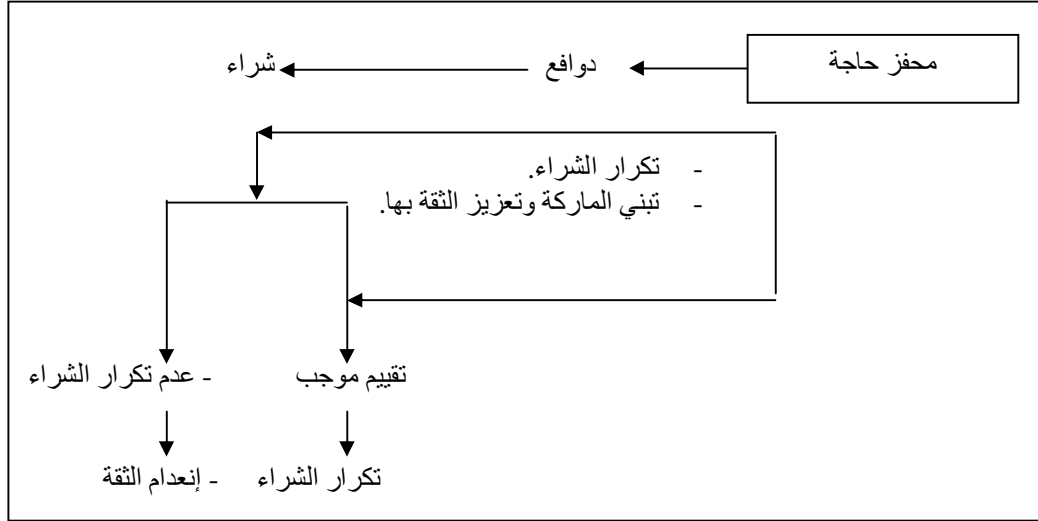 محفز حاجة
دوافع
شراء
- تكرار الشراء.
- تبني الماركة وتعزيز الثقة بها.
تقييم موجب
- عدم تكرار الشراء
تكرار الشراء
- إنعدام الثقة